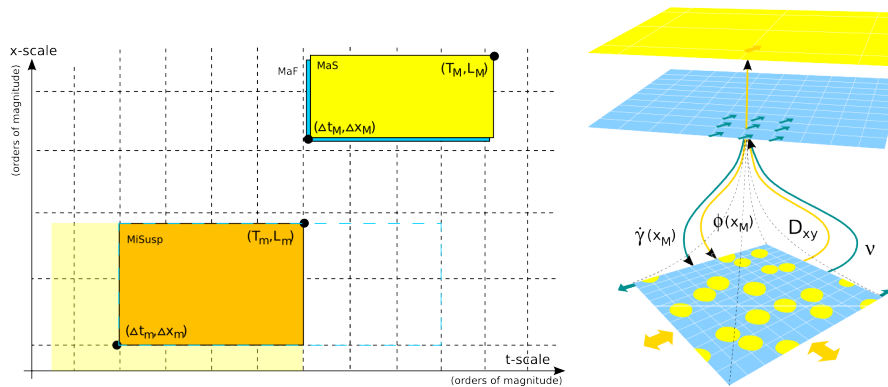 x-scale
(orders of magnitude)
MaF
MaS
(T_M,L_M)
(Δt_M,Δx_M)
MiSusp
(T_m,L_m)
(Δt_m,Δx_m)
t-scale
(orders of magnitude)
γ̇(x_M)
ϕ(x_M)
D_xy
ν